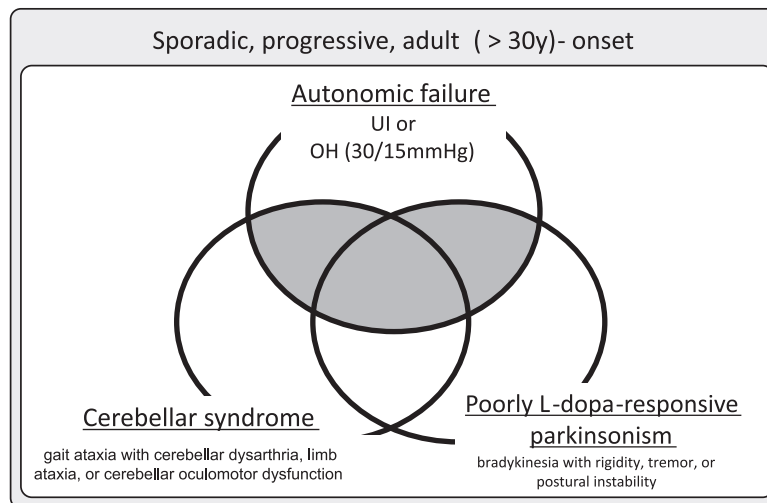 Sporadic, progressive, adult ( > 30y)- onset
Autonomic failure
UI or
OH (30/15mmHg)
Cerebellar syndrome
gait ataxia with cerebellar dysarthria, limb
ataxia, or cerebellar oculomotor dysfunction
Poorly L-dopa-responsive
parkinsonism
bradykinesia with rigidity, tremor, or
postural instability